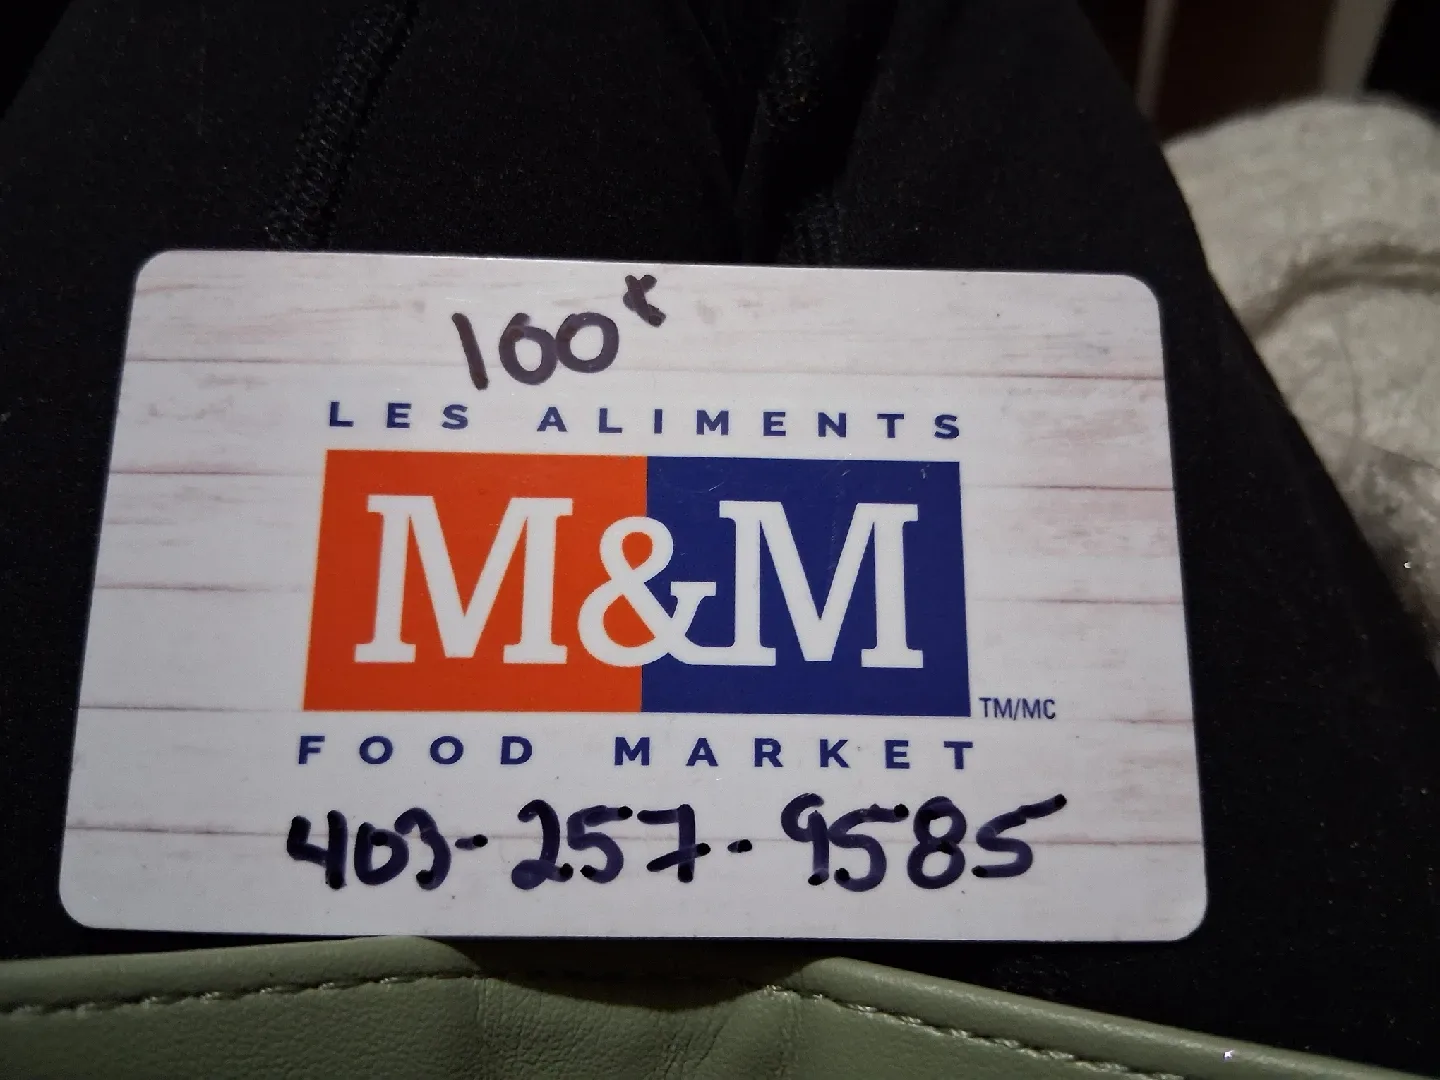 100
LES ALIMENTS
M&M
TM/MC
FOOD MARKET
403-257-9585